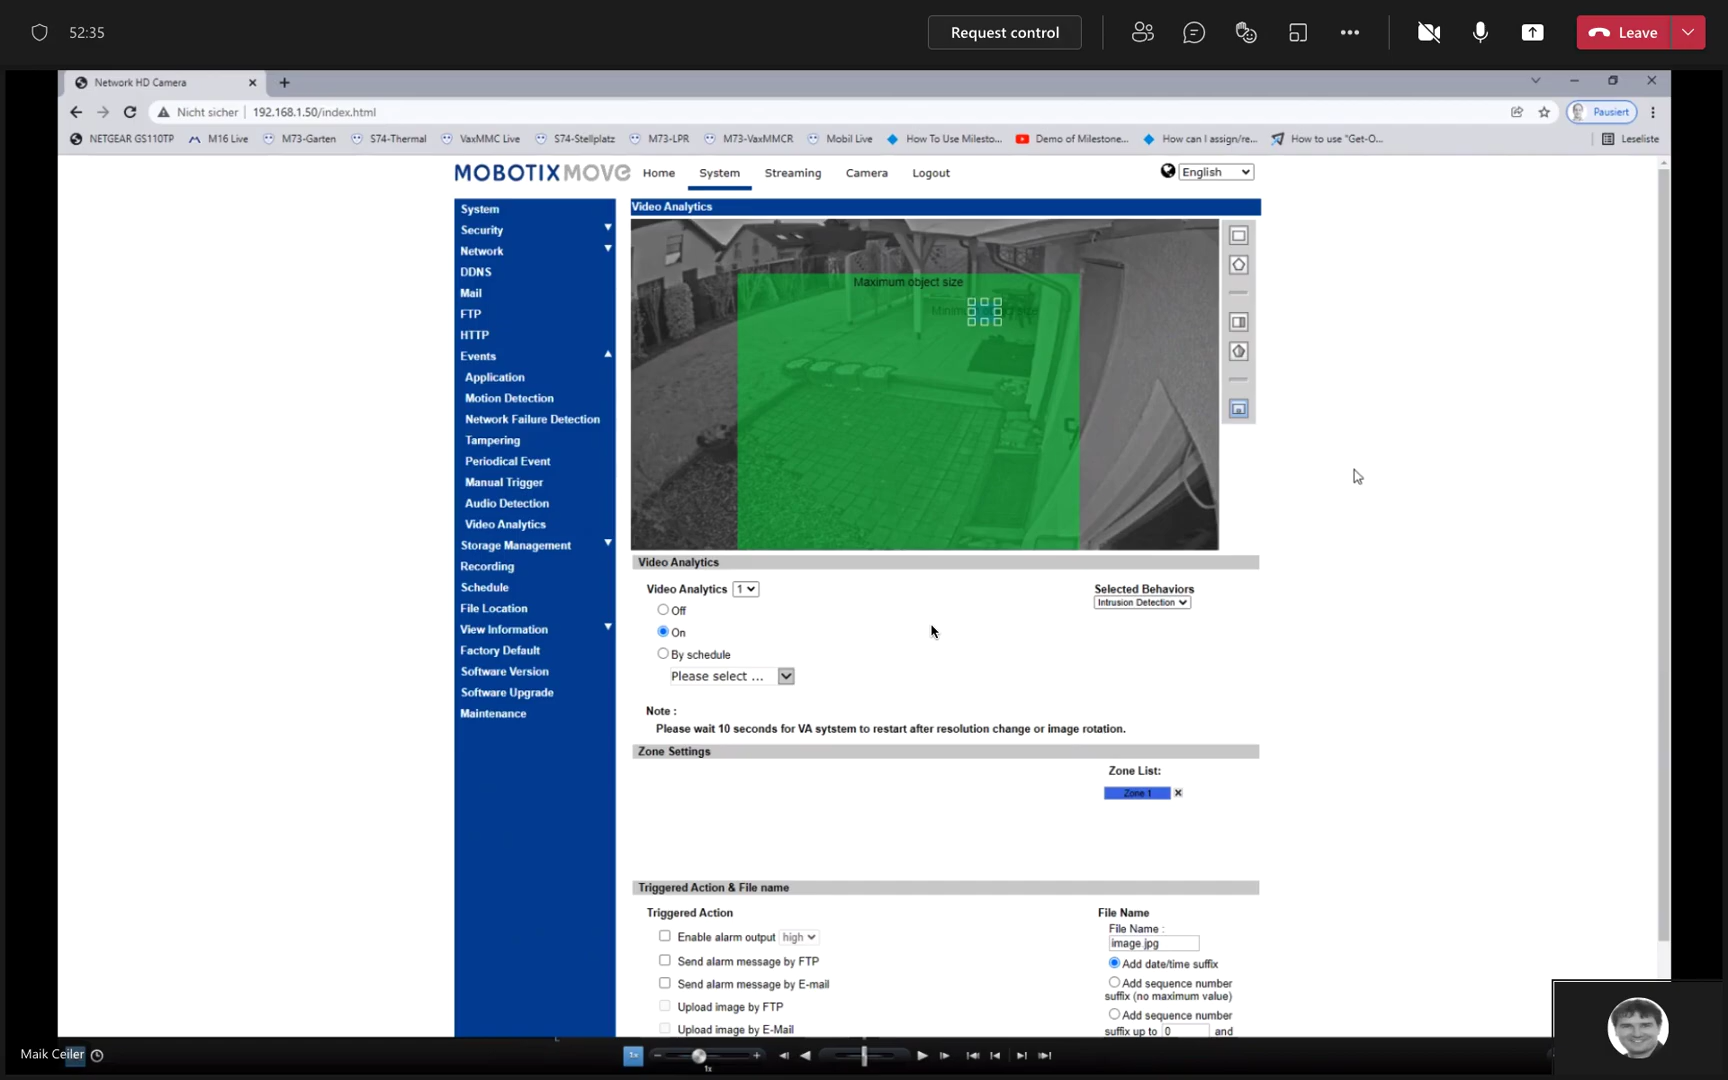 52:35
Request control
Leave
Network HD Camera
Nicht sicher
192.168.1.50/index.html
Pausiert
NETGEAR GS110TP
M16 Live
M73-Garten
S74-Thermal
VaxMMC Live
S74-Stellplatz
M73-LPR
M73-VaxMMCR
Mobil Live
How To Use Milesto...
Demo of Milestone...
How can I assign/re...
How to use "Get-O...
Leseliste
MOBOTIX MOVE
Home
System
Streaming
Camera
Logout
English
System
Security
Network
DDNS
Mail
FTP
HTTP
Events
Application
Motion Detection
Network Failure Detection
Tampering
Periodical Event
Manual Trigger
Audio Detection
Video Analytics
Storage Management
Recording
Schedule
File Location
View Information
Factory Default
Software Version
Software Upgrade
Maintenance
Video Analytics
Maximum object size
Video Analytics
Video Analytics 1
Off
On
By schedule
Please select ...
Selected Behaviors
Intrusion Detection
Note :
Please wait 10 seconds for VA sytstem to restart after resolution change or image rotation.
Zone Settings
Zone List:
Zone 1
Triggered Action & File name
Triggered Action
Enable alarm output high
Send alarm message by FTP
Send alarm message by E-mail
Upload image by FTP
Upload image by E-Mail
File Name
File Name :
image.jpg
Add date/time suffix
Add sequence number
suffix (no maximum value)
Add sequence number
suffix up to 0 and
Maik Ceiler
1x
1x